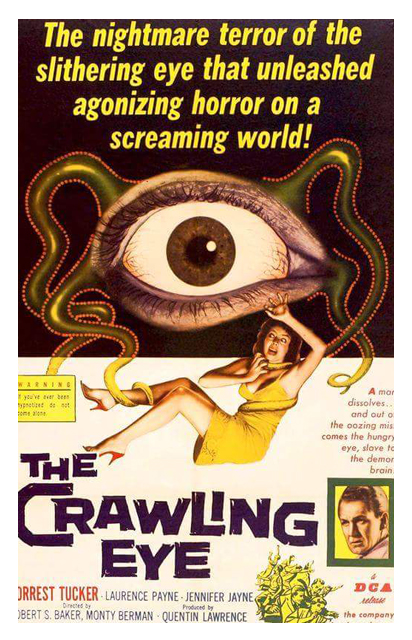 The nightmare terror of the
slithering eye that unleashed
agonizing horror on a
screaming world!
WARNING
If you've ever been
hypnotized do not
come alone.
A man
dissolves...
and out o
the oozing mis
comes the hungry
eye, slave to
the demon
brain
THE
CRAWLING
EYE
a
DCA
release
ORREST TUCKER · LAURENCE PAYNE · JENNIFER JAYNE
Directed by
Produced by
OBERT S. BAKER, MONTY BERMAN · QUENTIN LAWRENCE
the company